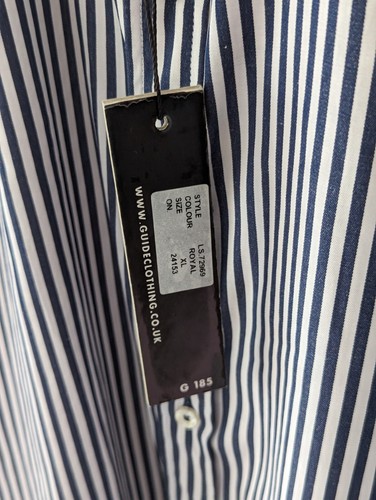 STYLE LS.72969
COLOUR ROYAL
SIZE XL
ON 24153
WWW.GUIDECLOTHING.CO.UK
G 185